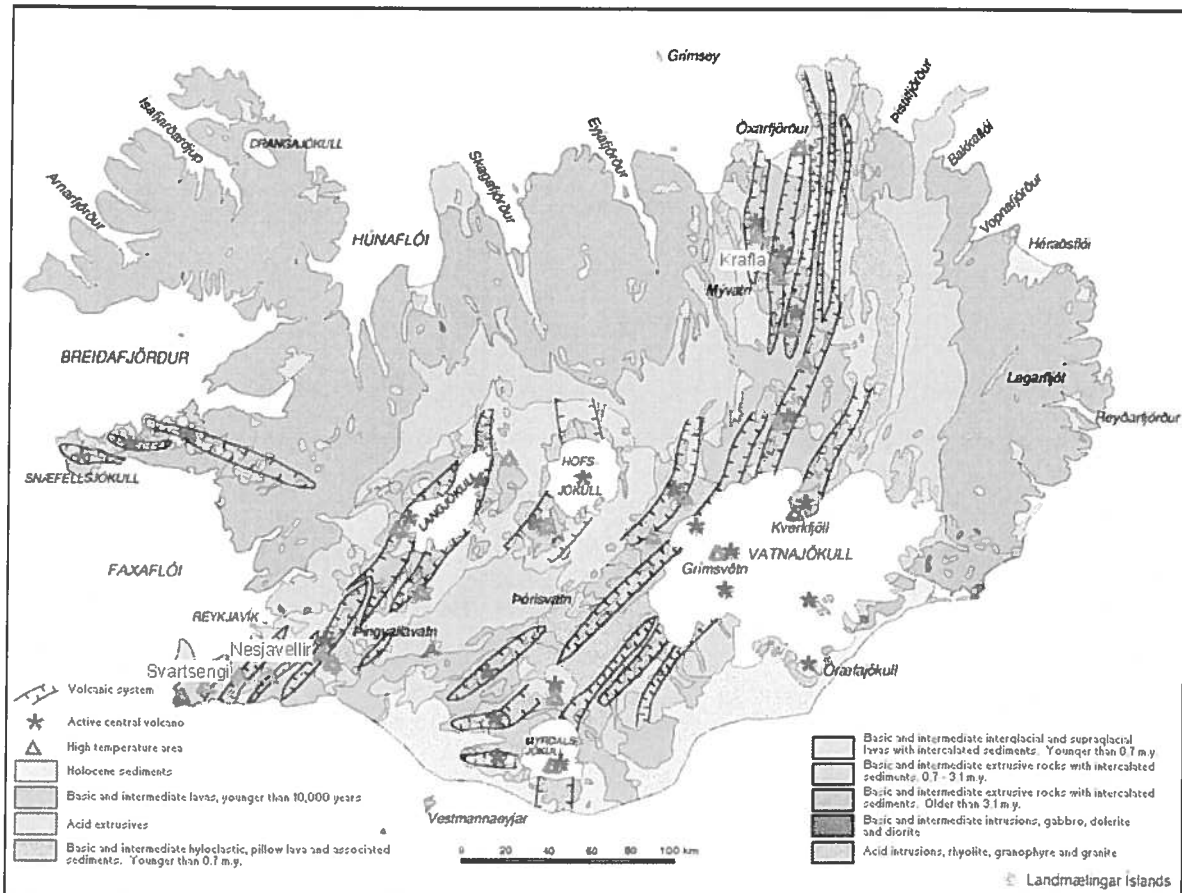 Grímsey
Ísafjarðardjúp
DRANGAJÖKULL
Arnarfjörður
Skagafjörður
Eyjafjörður
Öxarfjörður
Þistilfjörður
Bakkaflói
Vopnafjörður
Héraðsflói
HÚNAFLÓI
Krafla
Mývatn
BREIÐAFJÖRÐUR
Lagarfljót
Reyðarfjörður
SNÆFELLSJÖKULL
HOFS
JÖKULL
LANGJÖKULL
Kverkfjöll
VATNAJÖKULL
Grímsvötn
FAXAFLÓI
Þórisvatn
REYKJAVÍK
Þingvallavatn
Nesjavellir
Svartsengi
Öræfajökull
MÝRDALS
JÖKULL
Vestmannaeyjar
Volcanic system
Active central volcano
High temperature area
Holocene sediments
Basic and intermediate lavas, younger than 10,000 years
Acid extrusives
Basic and intermediate hyloclastic, pillow lava and associated
sediments. Younger than 0.7 m.y.
0 20 40 60 80 100 km
Basic and intermediate interglacial and supraglacial
lavas with intercalated sediments. Younger than 0.7 m.y.
Basic and intermediate extrusive rocks with intercalated
sediments. 0.7 - 3.1 m.y.
Basic and intermediate extrusive rocks with intercalated
sediments. Older than 3.1 m.y.
Basic and intermediate intrusions, gabbro, dolerite
and diorite
Acid intrusions, rhyolite, granophyre and granite
Landmælingar Íslands